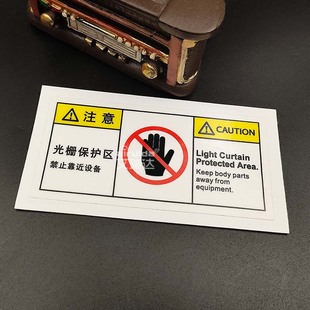 注意
光栅保护区
禁止靠近设备
CAUTION
Light Curtain
Protected Area.
Keep body parts
away from
equipment.